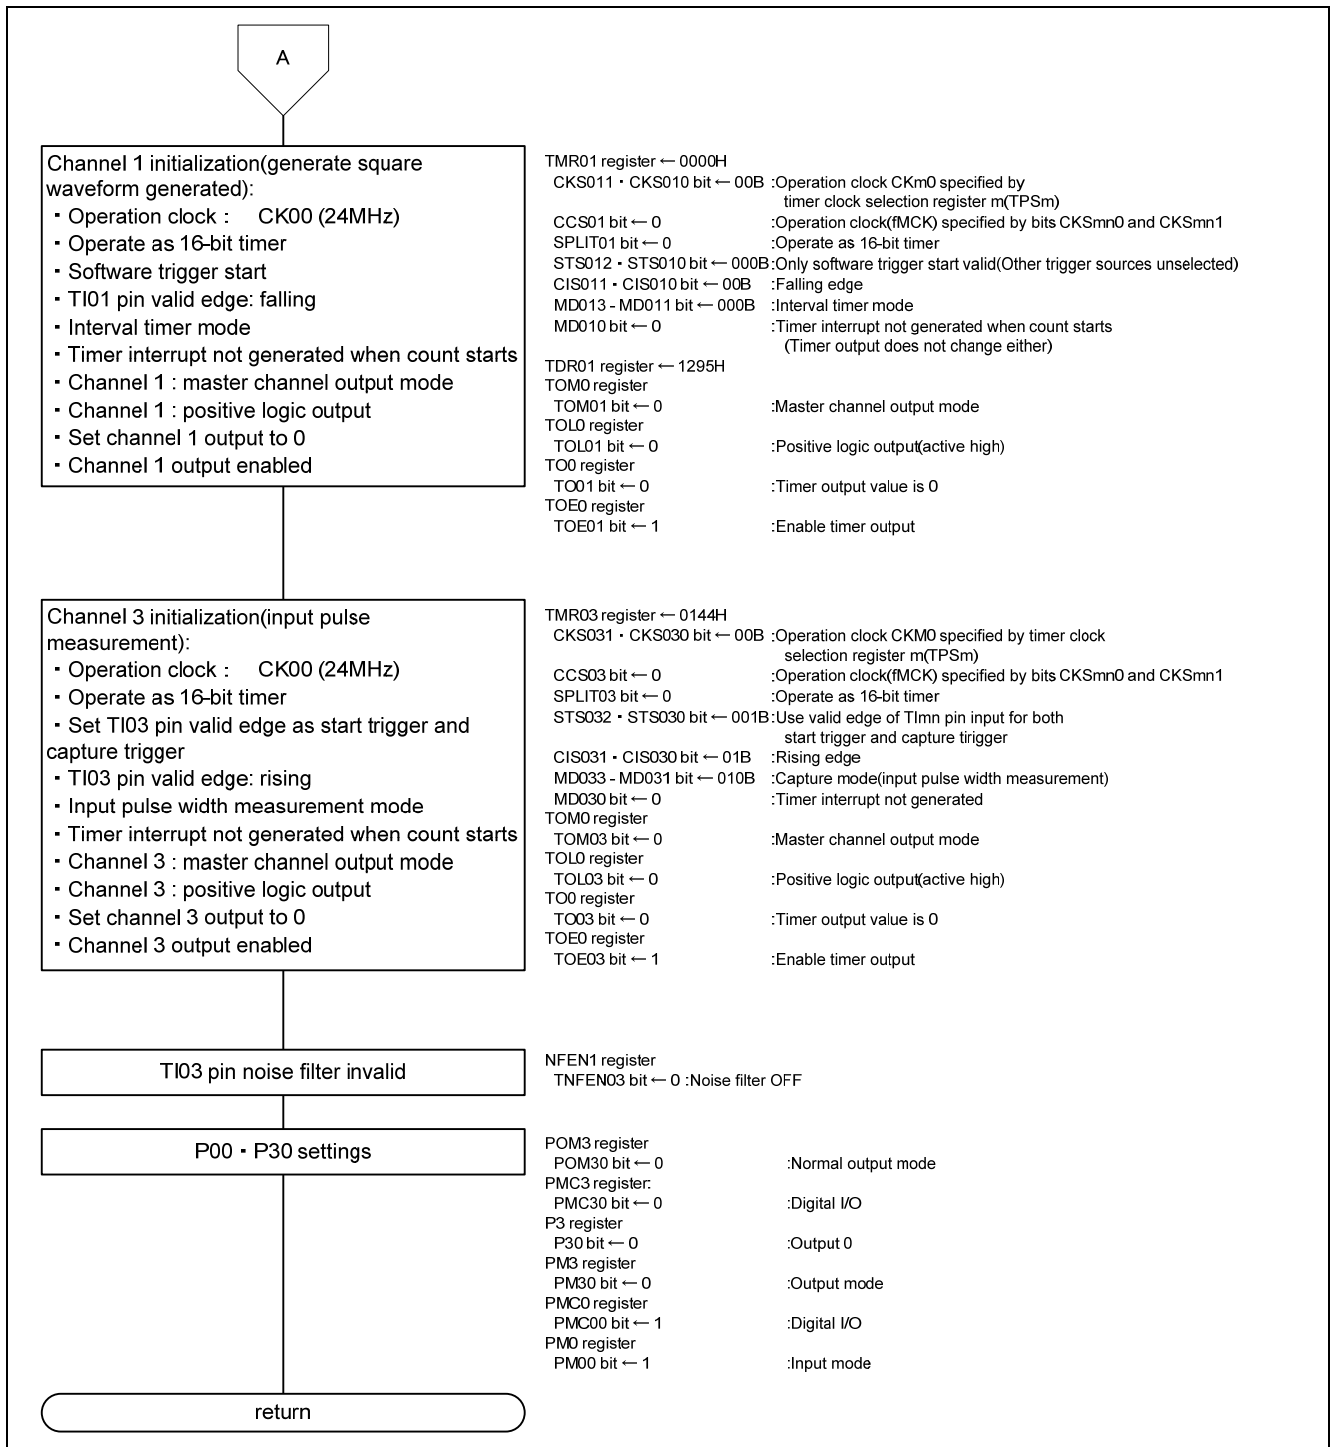 A
Channel 1 initialization(generate square
waveform generated):
・Operation clock : CK00 (24MHz)
・Operate as 16-bit timer
・Software trigger start
・TI01 pin valid edge: falling
・Interval timer mode
・Timer interrupt not generated when count starts
・Channel 1 : master channel output mode
・Channel 1 : positive logic output
・Set channel 1 output to 0
・Channel 1 output enabled
TMR01 register ← 0000H
CKS011・CKS010 bit ← 00B :Operation clock CKm0 specified by
timer clock selection register m(TPSm)
CCS01 bit ← 0 :Operation clock(fMCK) specified by bits CKSmn0 and CKSmn1
SPLIT01 bit ← 0 :Operate as 16-bit timer
STS012・STS010 bit ← 000B:Only software trigger start valid(Other trigger sources unselected)
CIS011・CIS010 bit ← 00B :Falling edge
MD013 - MD011 bit ← 000B :Interval timer mode
MD010 bit ← 0 :Timer interrupt not generated when count starts
(Timer output does not change either)
TDR01 register ← 1295H
TOM0 register
TOM01 bit ← 0 :Master channel output mode
TOL0 register
TOL01 bit ← 0 :Positive logic output(active high)
TO0 register
TO01 bit ← 0 :Timer output value is 0
TOE0 register
TOE01 bit ← 1 :Enable timer output
Channel 3 initialization(input pulse
measurement):
・Operation clock : CK00 (24MHz)
・Operate as 16-bit timer
・Set TI03 pin valid edge as start trigger and
capture trigger
・TI03 pin valid edge: rising
・Input pulse width measurement mode
・Timer interrupt not generated when count starts
・Channel 3 : master channel output mode
・Channel 3 : positive logic output
・Set channel 3 output to 0
・Channel 3 output enabled
TMR03 register ← 0144H
CKS031・CKS030 bit ← 00B :Operation clock CKM0 specified by timer clock
selection register m(TPSm)
CCS03 bit ← 0 :Operation clock(fMCK) specified by bits CKSmn0 and CKSmn1
SPLIT03 bit ← 0 :Operate as 16-bit timer
STS032・STS030 bit ← 001B:Use valid edge of TImn pin input for both
start trigger and capture tirigger
CIS031・CIS030 bit ← 01B :Rising edge
MD033 - MD031 bit ← 010B :Capture mode(input pulse width measurement)
MD030 bit ← 0 :Timer interrupt not generated
TOM0 register
TOM03 bit ← 0 :Master channel output mode
TOL0 register
TOL03 bit ← 0 :Positive logic output(active high)
TO0 register
TO03 bit ← 0 :Timer output value is 0
TOE0 register
TOE03 bit ← 1 :Enable timer output
TI03 pin noise filter invalid
NFEN1 register
TNFEN03 bit ← 0 :Noise filter OFF
P00・P30 settings
POM3 register
POM30 bit ← 0 :Normal output mode
PMC3 register:
PMC30 bit ← 0 :Digital I/O
P3 register
P30 bit ← 0 :Output 0
PM3 register
PM30 bit ← 0 :Output mode
PMC0 register
PMC00 bit ← 1 :Digital I/O
PM0 register
PM00 bit ← 1 :Input mode
return